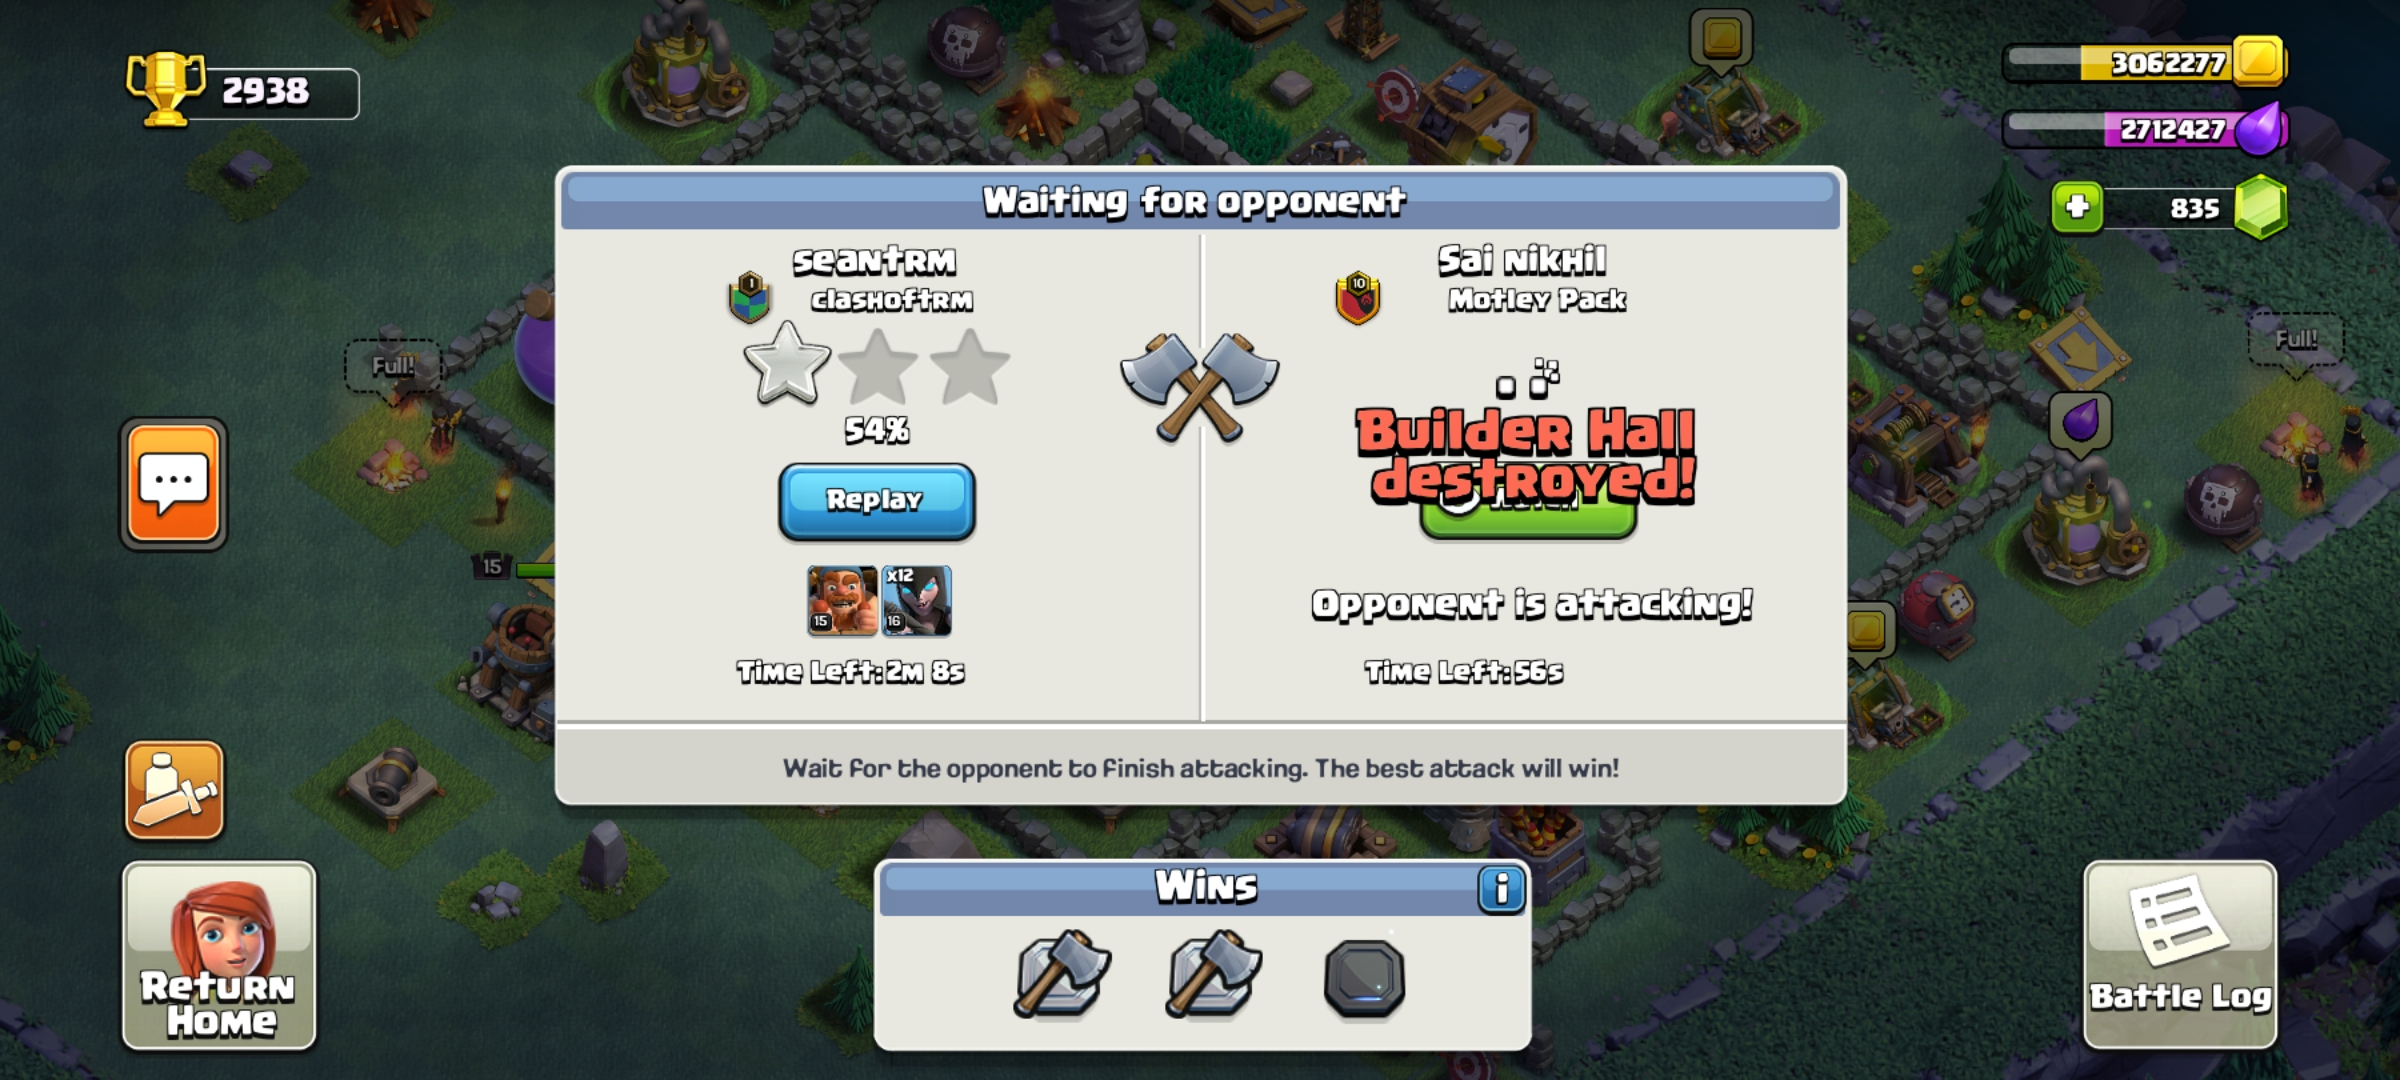 2938
3062277
2712427
835
Waiting for opponent
seantrm
1
clashoftrm
54%
Replay
x12
15
16
Time Left: 2m 8s
Sai nikhil
10
Motley Pack
Builder Hall
destroyed!
Opponent is attacking!
Time Left: 56s
Wait for the opponent to finish attacking. The best attack will win!
Full!
Full!
15
Wins
i
Return
Home
Battle Log